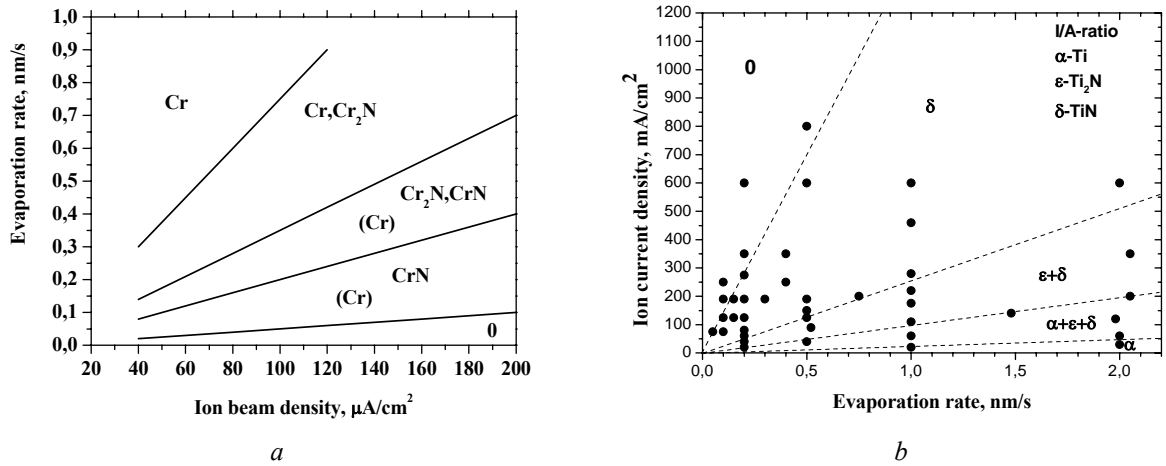 1,0
0,9
0,8
0,7
0,6
0,5
0,4
0,3
0,2
0,1
0,0
Evaporation rate, nm/s
Cr
Cr,Cr₂N
Cr₂N,CrN
(Cr)
CrN
(Cr)
0
20 40 60 80 100 120 140 160 180 200
Ion beam density, μA/cm²
a
1200
1100
1000
900
800
700
600
500
400
300
200
100
0
Ion current density, mA/cm²
I/A-ratio
α-Ti
ε-Ti₂N
δ-TiN
0
δ
ε+δ
α+ε+δ
α
0,0 0,5 1,0 1,5 2,0
Evaporation rate, nm/s
b